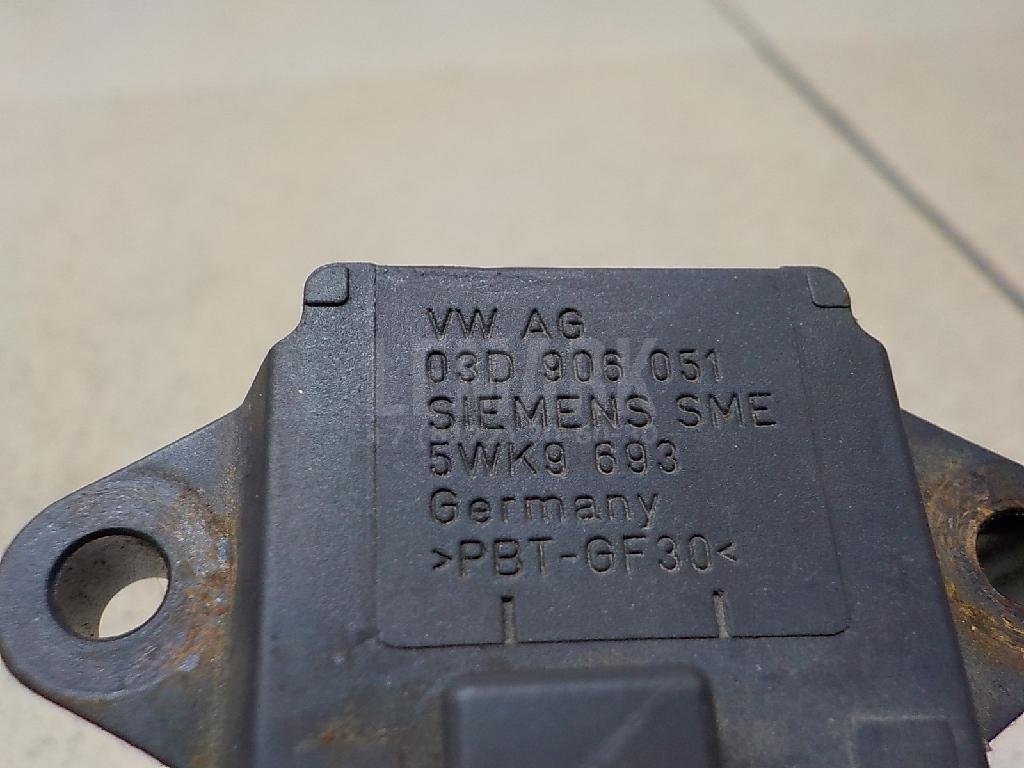 VW AG
03D 906 051
SIEMENS SME
5WK9 693
Germany
>PBT-GF30<